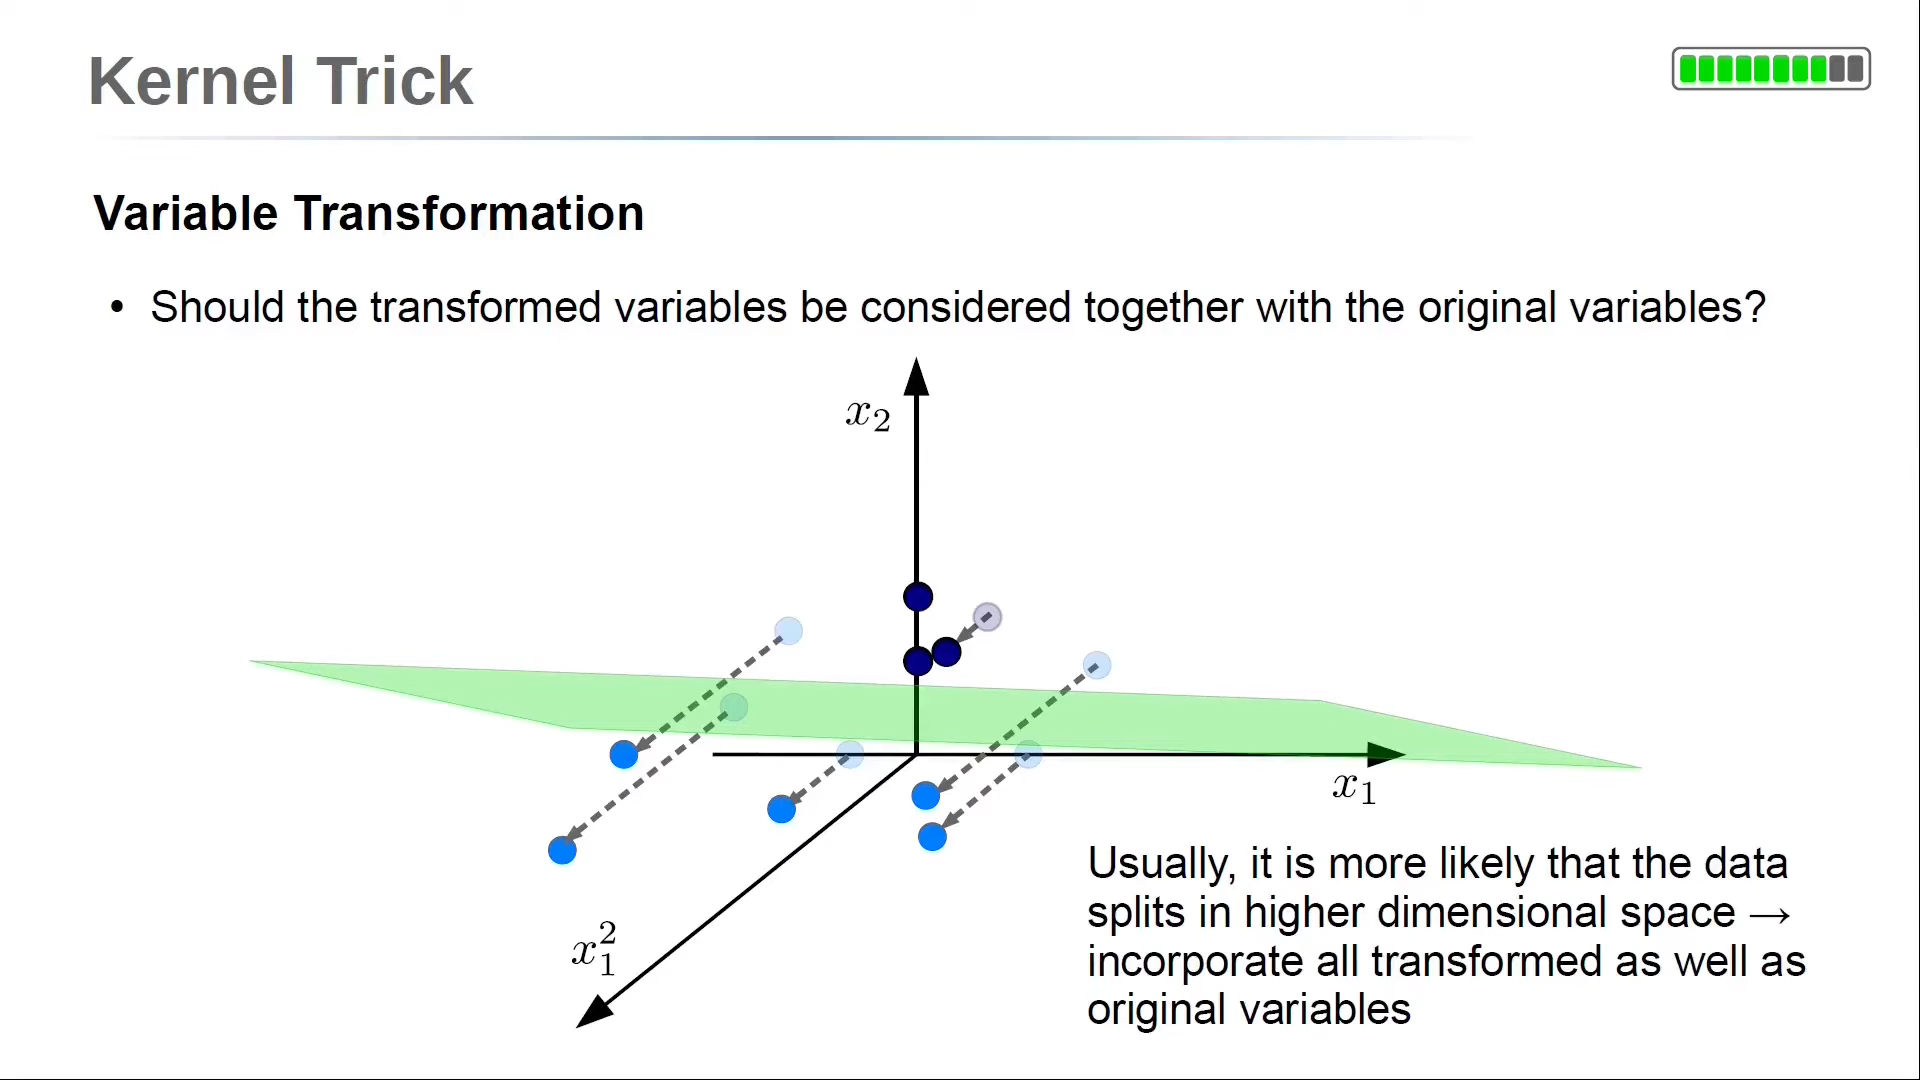 Kernel Trick
Variable Transformation
• Should the transformed variables be considered together with the original variables?
x₂
x₁
Usually, it is more likely that the data
splits in higher dimensional space →
incorporate all transformed as well as
original variables
x₁²